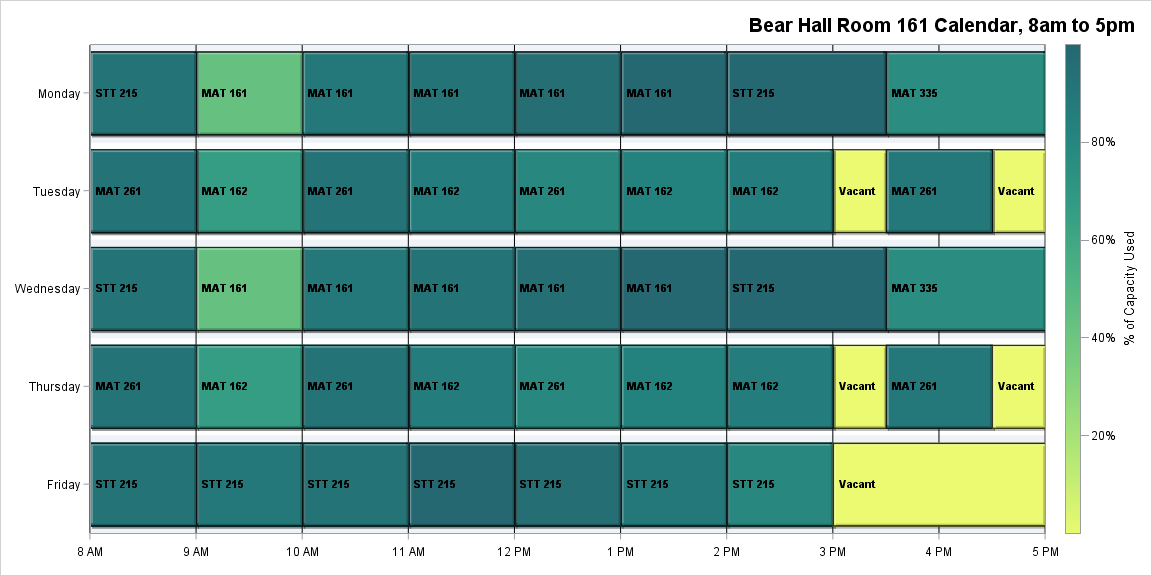 Bear Hall Room 161 Calendar, 8am to 5pm
Monday
STT 215
MAT 161
MAT 161
MAT 161
MAT 161
MAT 161
STT 215
MAT 335
Tuesday
MAT 261
MAT 162
MAT 261
MAT 162
MAT 261
MAT 162
MAT 162
Vacant
MAT 261
Vacant
Wednesday
STT 215
MAT 161
MAT 161
MAT 161
MAT 161
MAT 161
STT 215
MAT 335
Thursday
MAT 261
MAT 162
MAT 261
MAT 162
MAT 261
MAT 162
MAT 162
Vacant
MAT 261
Vacant
Friday
STT 215
STT 215
STT 215
STT 215
STT 215
STT 215
STT 215
Vacant
8 AM
9 AM
10 AM
11 AM
12 PM
1 PM
2 PM
3 PM
4 PM
5 PM
80%
60%
40%
20%
% of Capacity Used